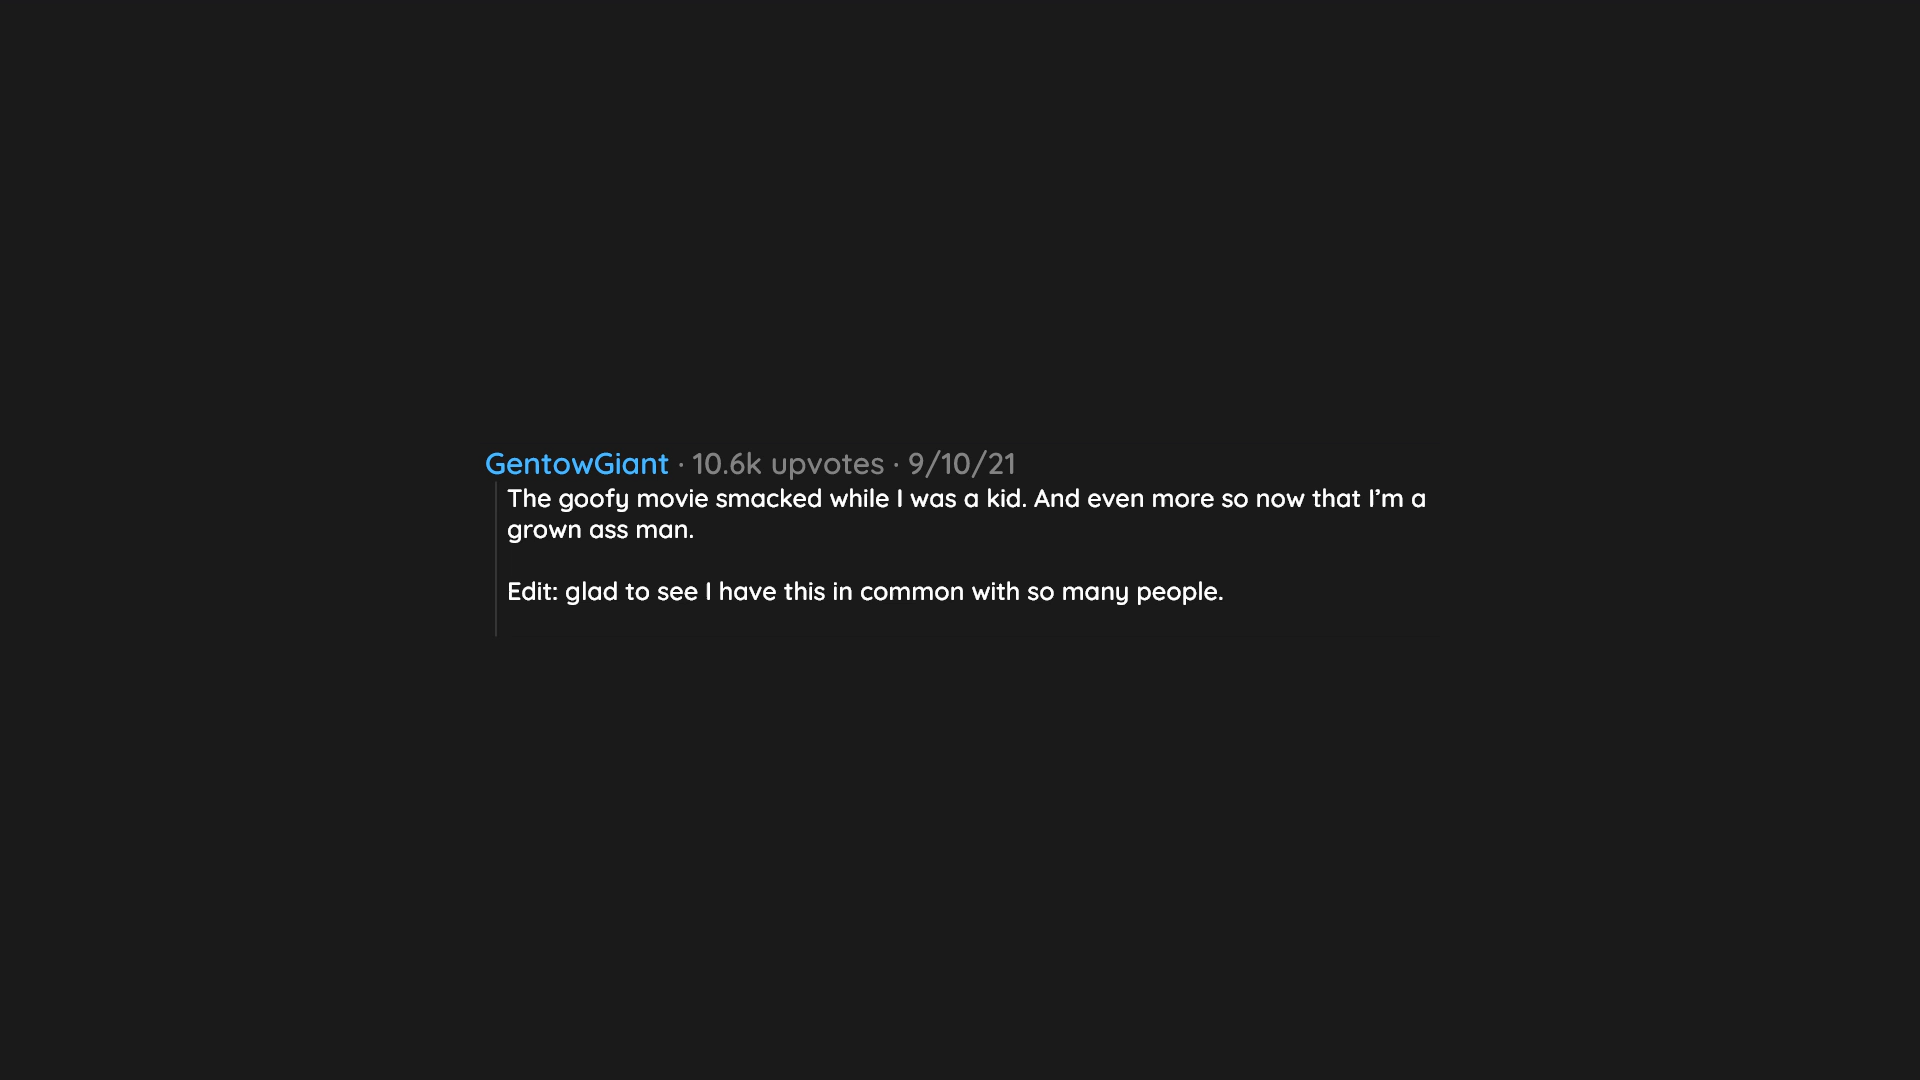 GentowGiant · 10.6k upvotes · 9/10/21
The goofy movie smacked while I was a kid. And even more so now that I’m a
grown ass man.
Edit: glad to see I have this in common with so many people.